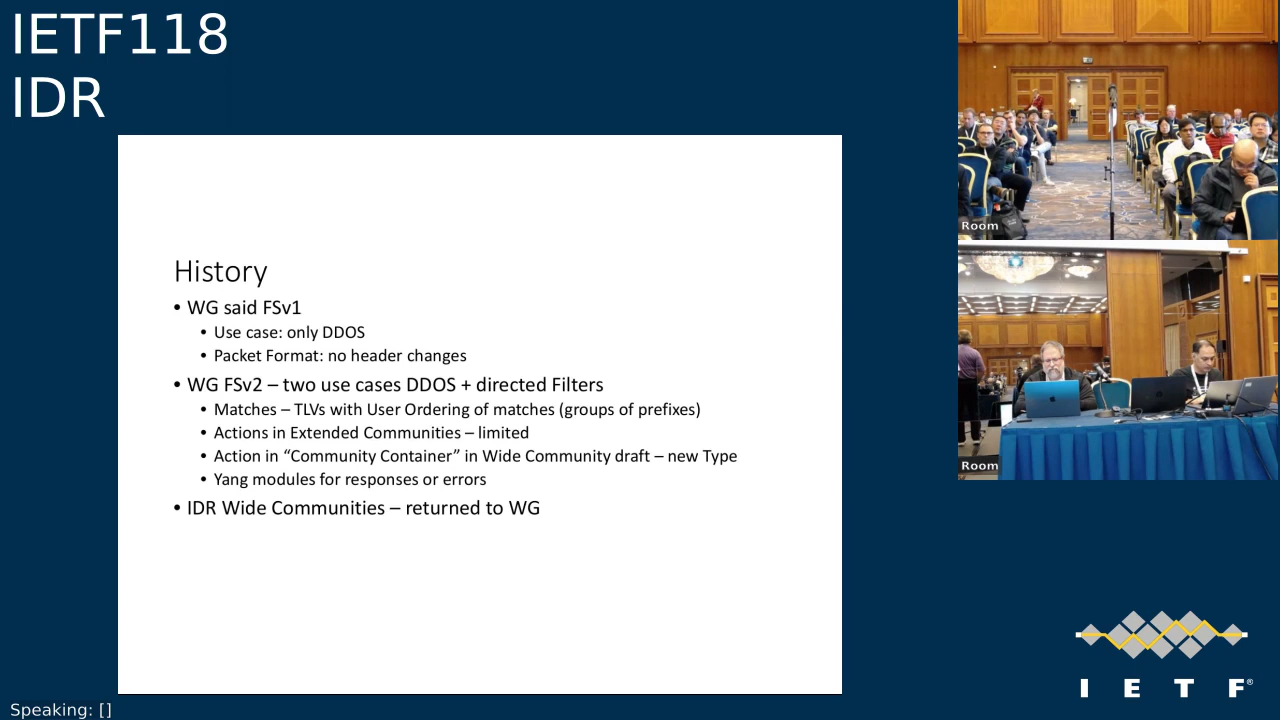 IETF118
IDR
History
• WG said FSv1
• Use case: only DDOS
• Packet Format: no header changes
• WG FSv2 – two use cases DDOS + directed Filters
• Matches – TLVs with User Ordering of matches (groups of prefixes)
• Actions in Extended Communities – limited
• Action in “Community Container” in Wide Community draft – new Type
• Yang modules for responses or errors
• IDR Wide Communities – returned to WG
Room
Room
I E T F®
Speaking: []